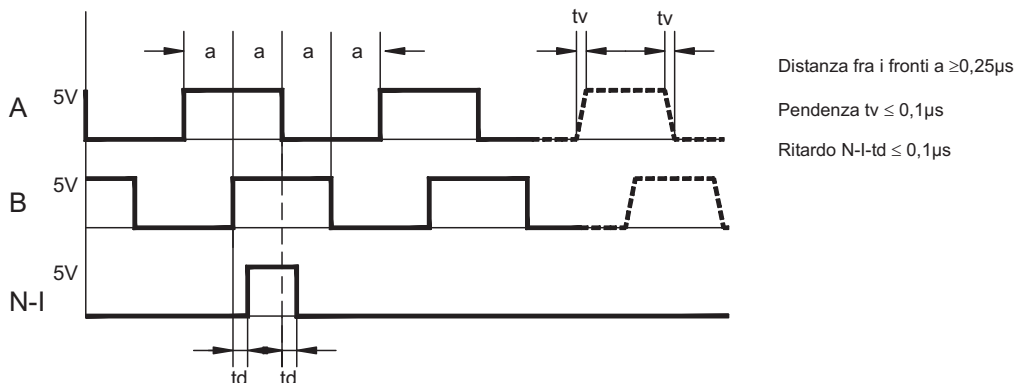 tv tv
a a a a
Distanza fra i fronti a ≥0,25µs
5V
A
Pendenza tv ≤ 0,1µs
Ritardo N-I-td ≤ 0,1µs
5V
B
5V
N-I
td td